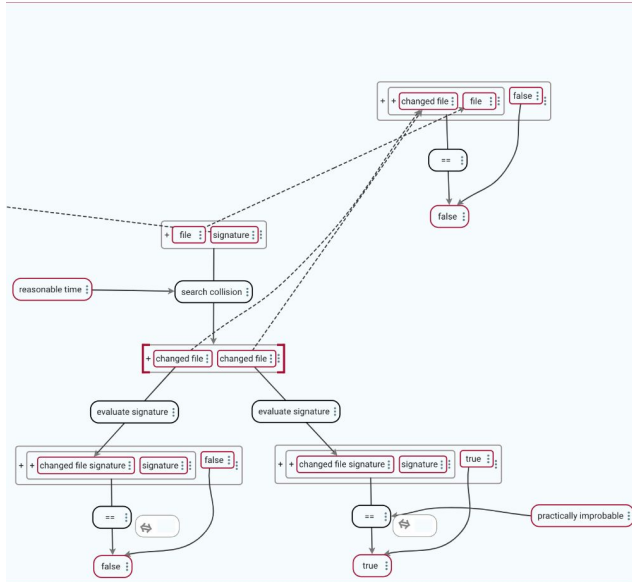 + + changed file file false
==
false
+ file signature
reasonable time search collision
+ changed file changed file
evaluate signature evaluate signature
+ + changed file signature signature false
+ + changed file signature signature true
== ⇔
== ⇔ practically improbable
false
true